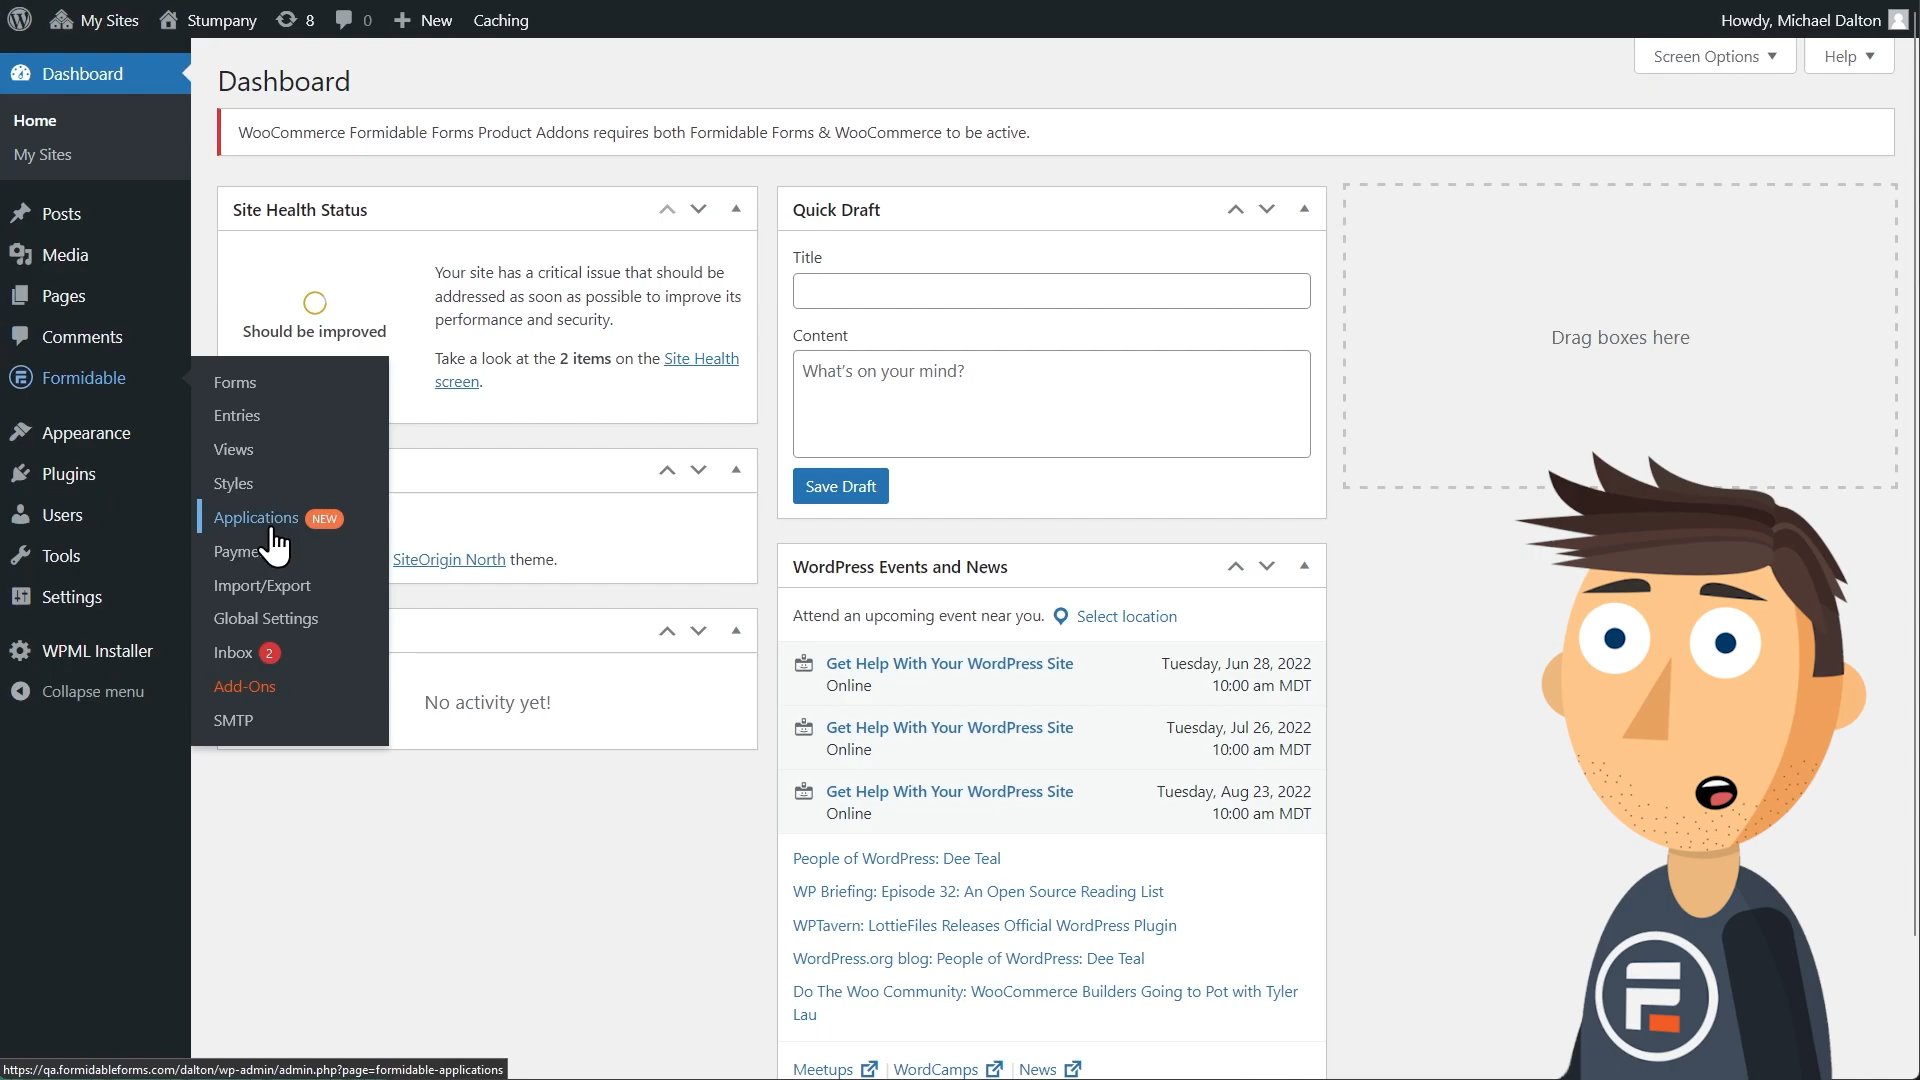 My Sites
Stumpany
8
0
New
Caching
Howdy, Michael Dalton
Screen Options
Help
Dashboard
Home
My Sites
Posts
Media
Pages
Comments
Formidable
Appearance
Plugins
Users
Tools
Settings
WPML Installer
Collapse menu
Forms
Entries
Views
Styles
Applications NEW
Payme
Import/Export
Global Settings
Inbox 2
Add-Ons
SMTP
Dashboard
WooCommerce Formidable Forms Product Addons requires both Formidable Forms & WooCommerce to be active.
Site Health Status
Should be improved
Your site has a critical issue that should be
addressed as soon as possible to improve its
performance and security.
Take a look at the 2 items on the Site Health
screen.
SiteOrigin North theme.
No activity yet!
Quick Draft
Title
Content
What's on your mind?
Save Draft
WordPress Events and News
Attend an upcoming event near you. Select location
Get Help With Your WordPress Site
Online
Tuesday, Jun 28, 2022
10:00 am MDT
Get Help With Your WordPress Site
Online
Tuesday, Jul 26, 2022
10:00 am MDT
Get Help With Your WordPress Site
Online
Tuesday, Aug 23, 2022
10:00 am MDT
People of WordPress: Dee Teal
WP Briefing: Episode 32: An Open Source Reading List
WPTavern: LottieFiles Releases Official WordPress Plugin
WordPress.org blog: People of WordPress: Dee Teal
Do The Woo Community: WooCommerce Builders Going to Pot with Tyler
Lau
Meetups | WordCamps | News
Drag boxes here
https://qa.formidableforms.com/dalton/wp-admin/admin.php?page=formidable-applications